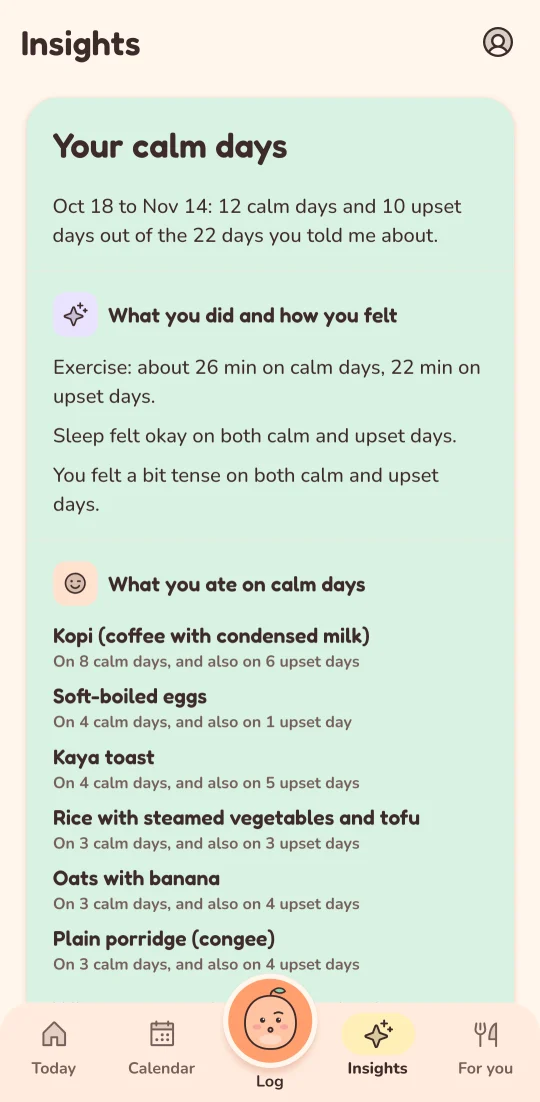 Insights
Your calm days
Oct 18 to Nov 14: 12 calm days and 10 upset
days out of the 22 days you told me about.
What you did and how you felt
Exercise: about 26 min on calm days, 22 min on
upset days.
Sleep felt okay on both calm and upset days.
You felt a bit tense on both calm and upset
days.
What you ate on calm days
Kopi (coffee with condensed milk)
On 8 calm days, and also on 6 upset days
Soft-boiled eggs
On 4 calm days, and also on 1 upset day
Kaya toast
On 4 calm days, and also on 5 upset days
Rice with steamed vegetables and tofu
On 3 calm days, and also on 3 upset days
Oats with banana
On 3 calm days, and also on 4 upset days
Plain porridge (congee)
On 3 calm days, and also on 4 upset days
Today
Calendar
Log
Insights
For you